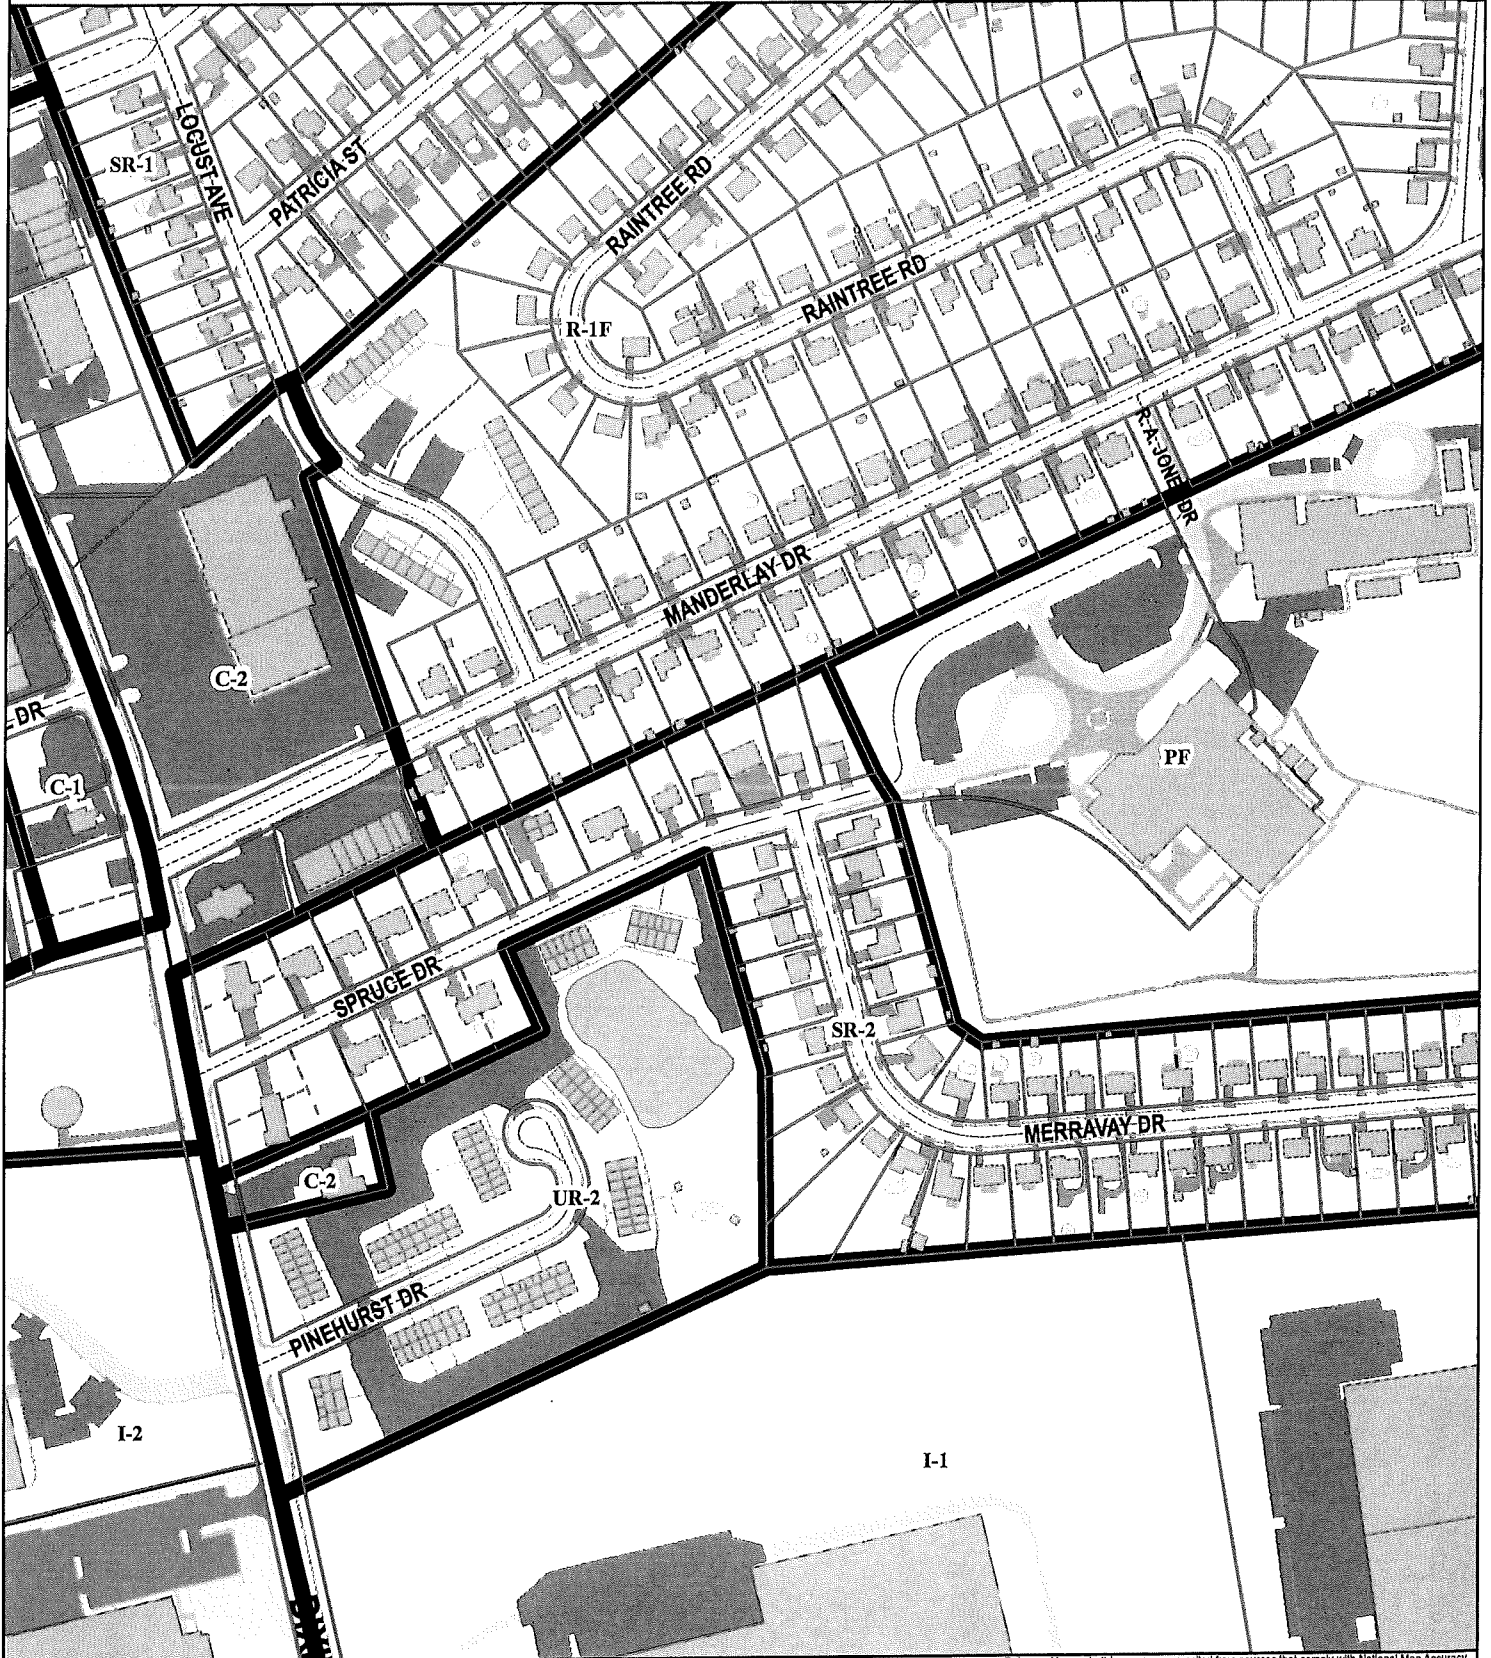 SR-1
LOCUST AVE
PATRICIA ST
RAINTREE RD
R-1F
RAINTREE RD
R. A. JONES DR
MANDERLAY DR
C-2
DR
C-1
PF
SPRUCE DR
SR-2
MERRAVAY DR
C-2
UR-2
PINEHURST DR
I-2
I-1